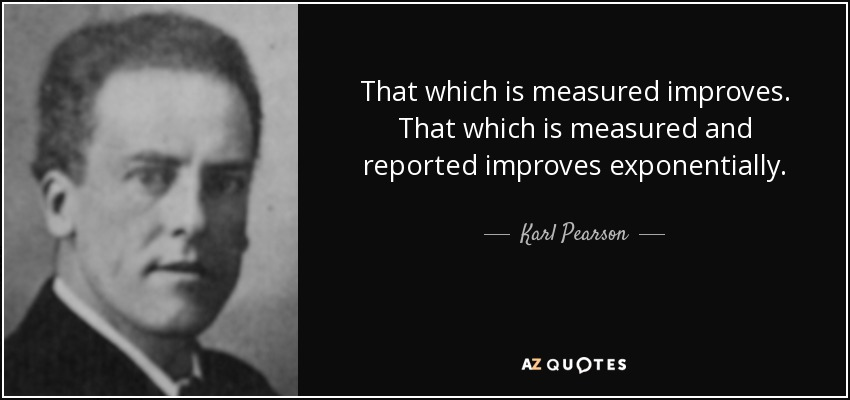 That which is measured improves.
That which is measured and
reported improves exponentially.
Karl Pearson
AZ QUOTES